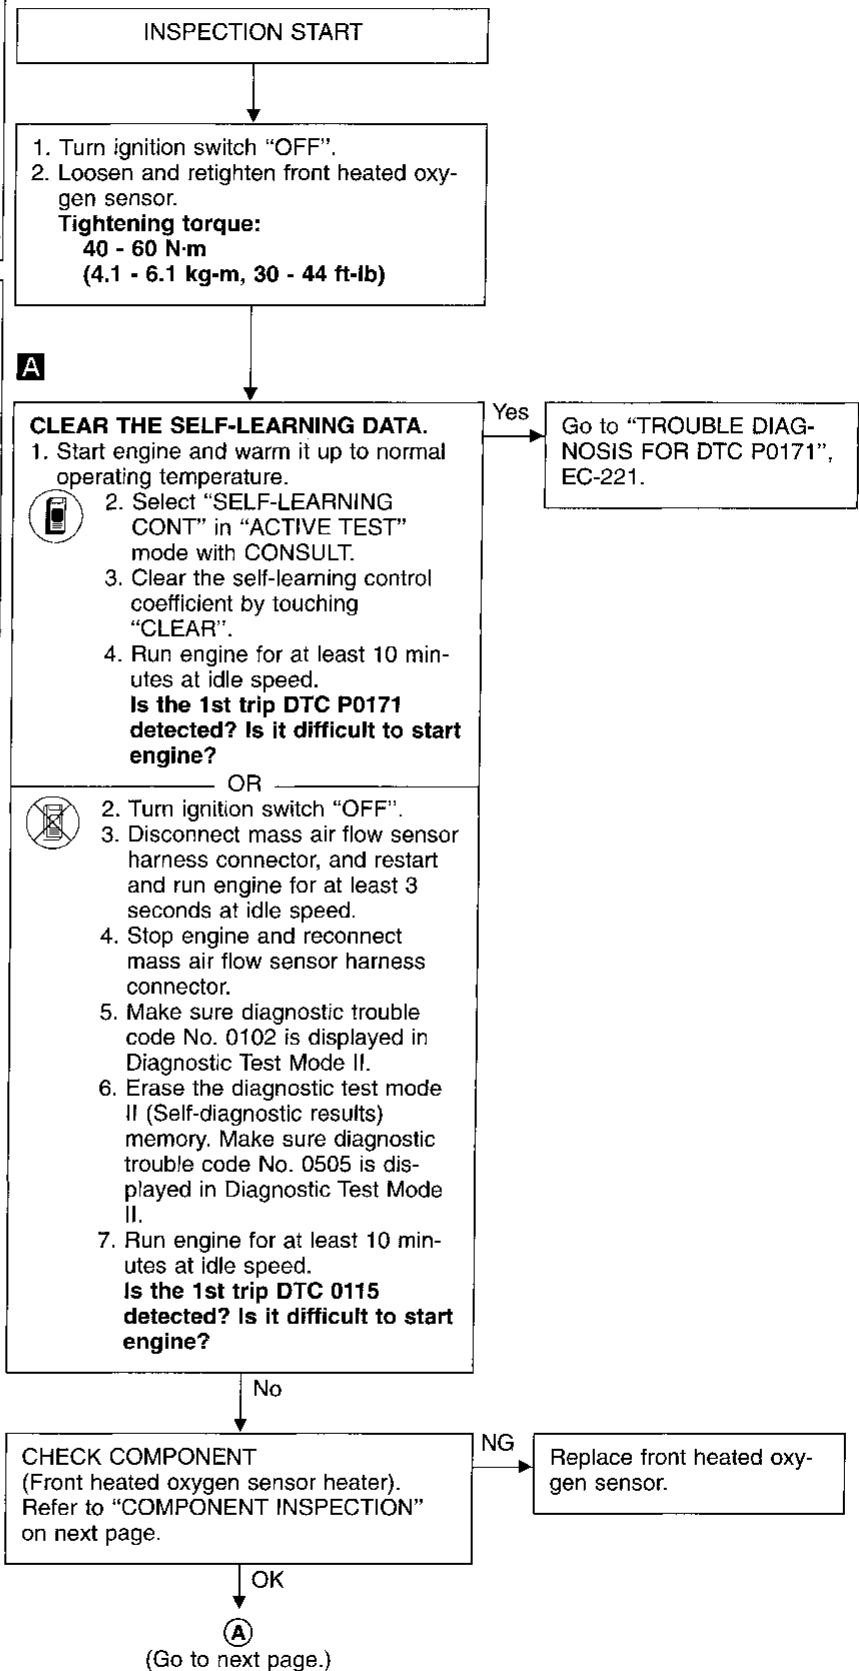 INSPECTION START
1. Turn ignition switch “OFF”.
2. Loosen and retighten front heated oxy-
gen sensor.
Tightening torque:
40 - 60 N·m
(4.1 - 6.1 kg-m, 30 - 44 ft-lb)
A
CLEAR THE SELF-LEARNING DATA.
1. Start engine and warm it up to normal
operating temperature.
2. Select “SELF-LEARNING
CONT” in “ACTIVE TEST”
mode with CONSULT.
3. Clear the self-learning control
coefficient by touching
“CLEAR”.
4. Run engine for at least 10 min-
utes at idle speed.
Is the 1st trip DTC P0171
detected? Is it difficult to start
engine?
Yes
Go to “TROUBLE DIAG-
NOSIS FOR DTC P0171”,
EC-221.
OR
2. Turn ignition switch “OFF”.
3. Disconnect mass air flow sensor
harness connector, and restart
and run engine for at least 3
seconds at idle speed.
4. Stop engine and reconnect
mass air flow sensor harness
connector.
5. Make sure diagnostic trouble
code No. 0102 is displayed in
Diagnostic Test Mode II.
6. Erase the diagnostic test mode
II (Self-diagnostic results)
memory. Make sure diagnostic
trouble code No. 0505 is dis-
played in Diagnostic Test Mode
II.
7. Run engine for at least 10 min-
utes at idle speed.
Is the 1st trip DTC 0115
detected? Is it difficult to start
engine?
No
CHECK COMPONENT
(Front heated oxygen sensor heater).
Refer to “COMPONENT INSPECTION”
on next page.
NG
Replace front heated oxy-
gen sensor.
OK
A
(Go to next page.)